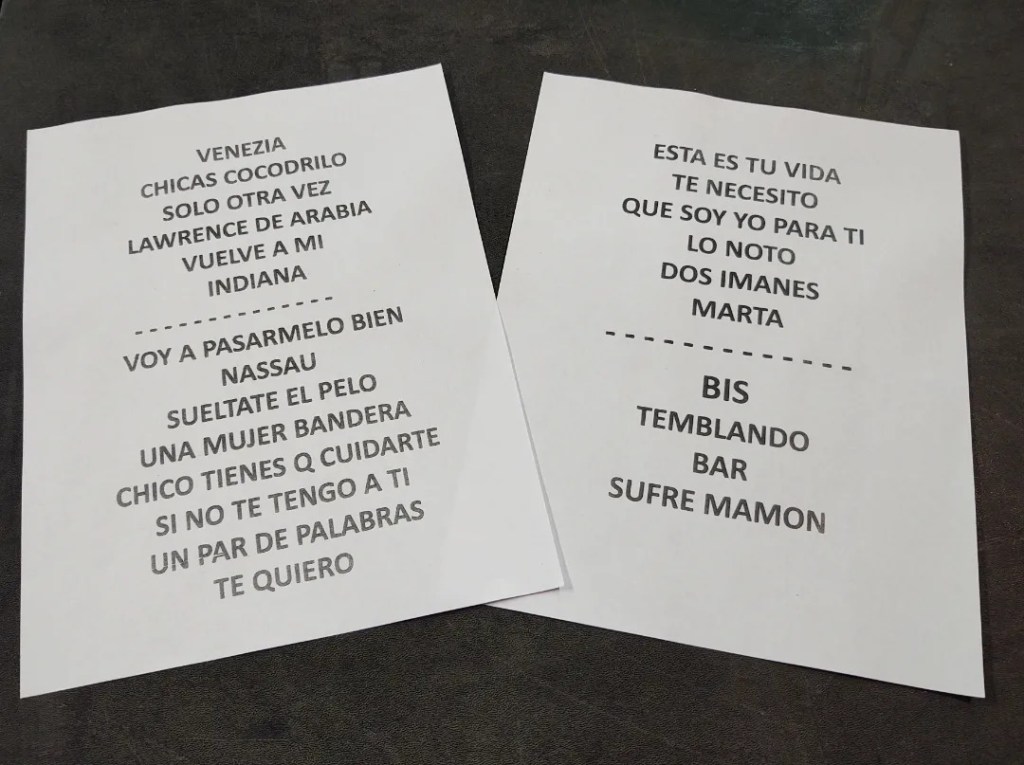 VENEZIA
CHICAS COCODRILO
SOLO OTRA VEZ
LAWRENCE DE ARABIA
VUELVE A MI
INDIANA
- - - - - - - - - - - - -
VOY A PASARMELO BIEN
NASSAU
SUELTATE EL PELO
UNA MUJER BANDERA
CHICO TIENES Q CUIDARTE
SI NO TE TENGO A TI
UN PAR DE PALABRAS
TE QUIERO
ESTA ES TU VIDA
TE NECESITO
QUE SOY YO PARA TI
LO NOTO
DOS IMANES
MARTA
- - - - - - - - - - - - -
BIS
TEMBLANDO
BAR
SUFRE MAMON